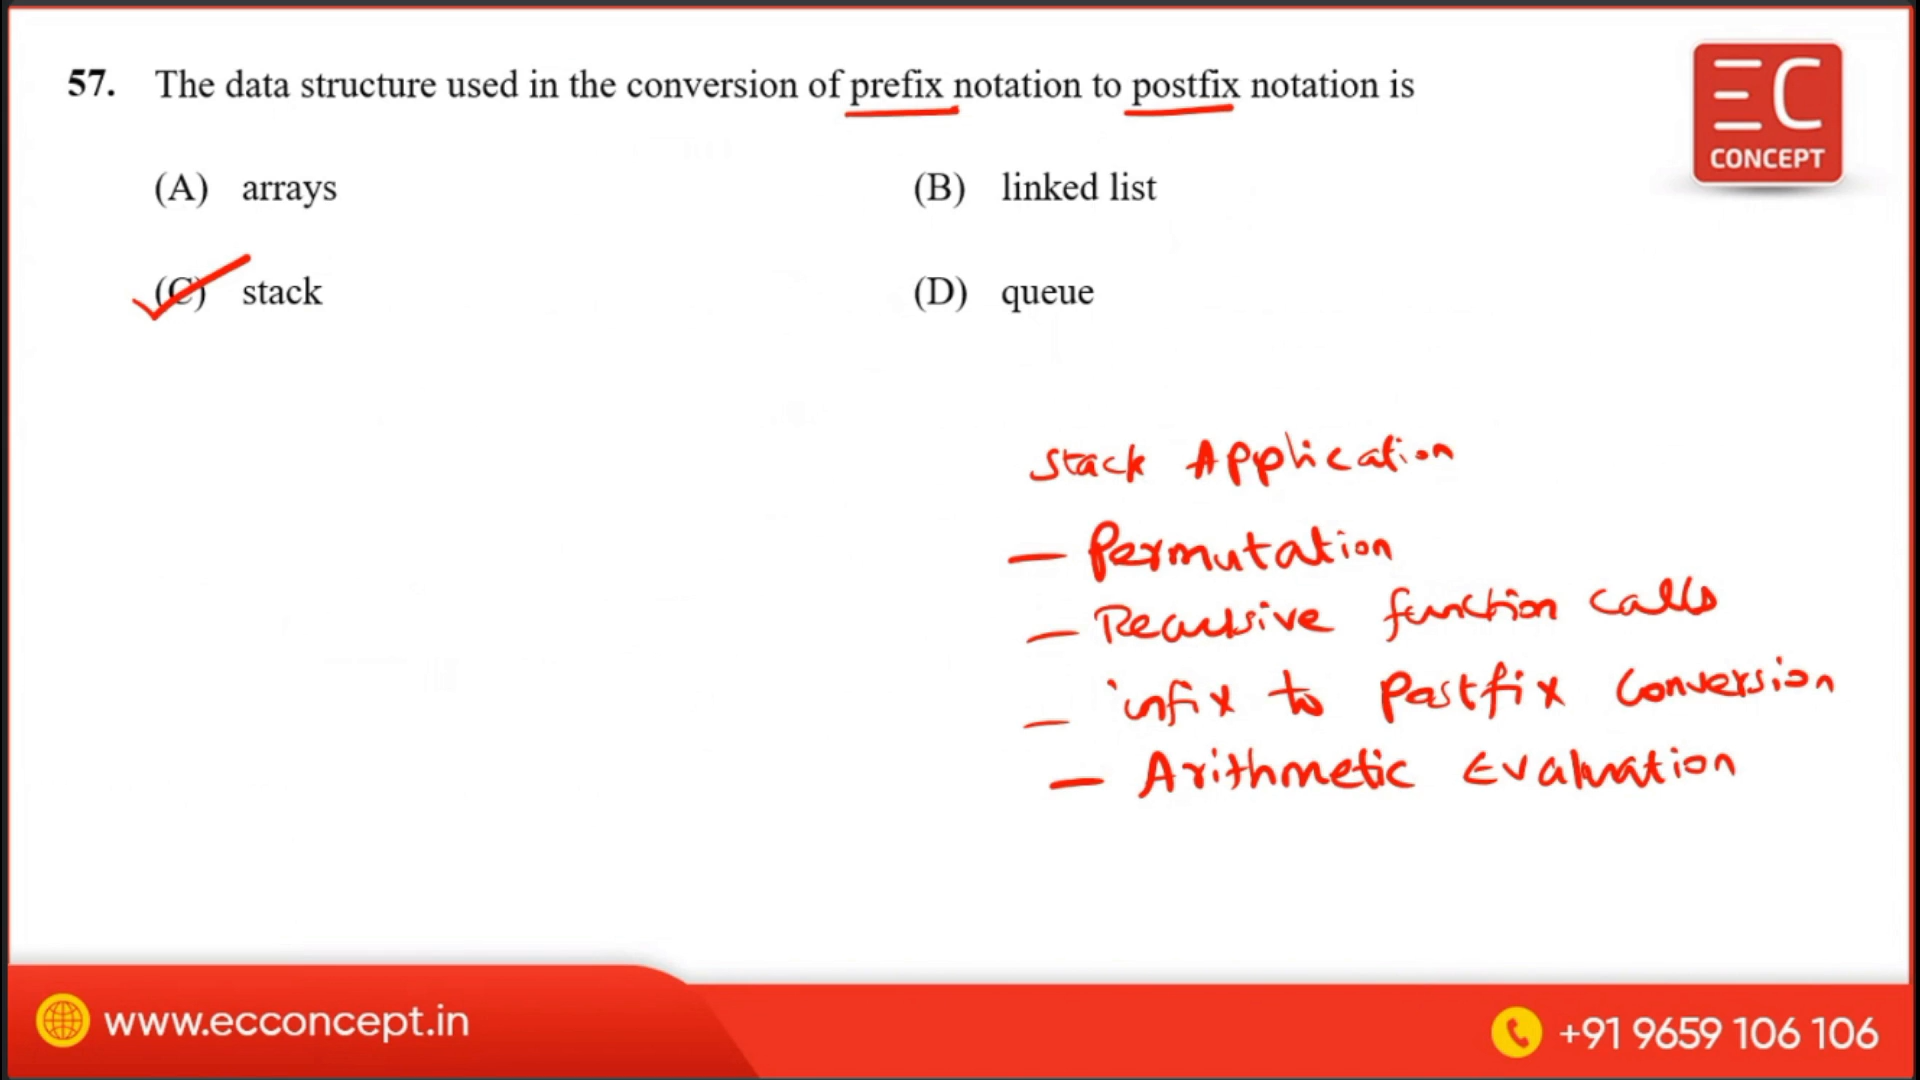 57. The data structure used in the conversion of prefix notation to postfix notation is
EC
CONCEPT
(A) arrays
(B) linked list
(C) stack
(D) queue
Stack Application
— Permutation
— Recursive function calls
— infix to Postfix Conversion
— Arithmetic Evaluation
www.ecconcept.in
+91 9659 106 106